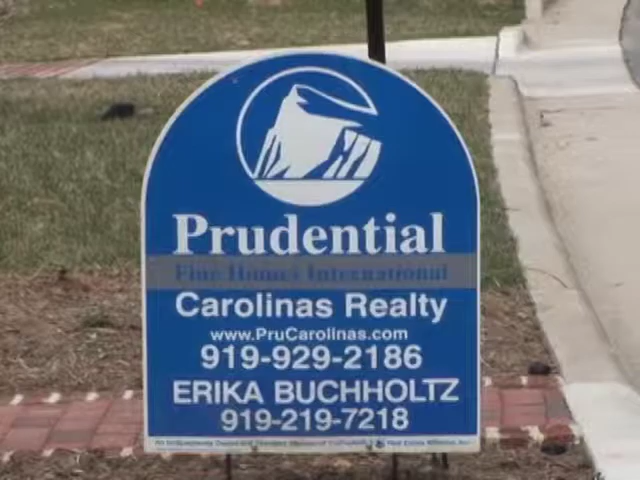 Prudential
Fine Homes International
Carolinas Realty
www.PruCarolinas.com
919-929-2186
ERIKA BUCHHOLTZ
919-219-7218